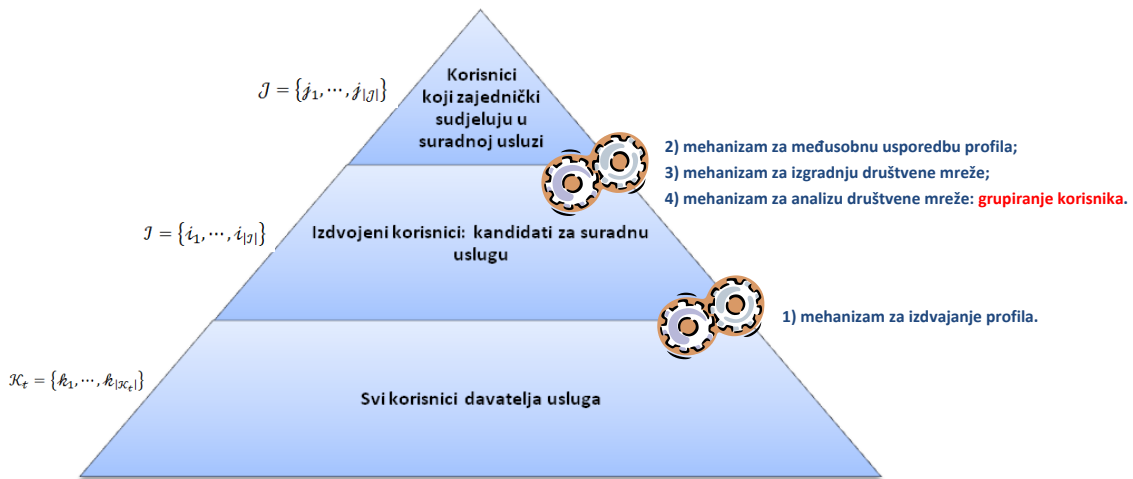 Korisnici
koji zajednički
sudjeluju u
suradnoj usluzi
𝒥 = {𝒿₁, ⋯, 𝒿|𝒥|}
2) mehanizam za međusobnu usporedbu profila;
3) mehanizam za izgradnju društvene mreže;
4) mehanizam za analizu društvene mreže: grupiranje korisnika.
ℐ = {𝒾₁, ⋯, 𝒾|ℐ|}
Izdvojeni korisnici: kandidati za suradnu
uslugu
1) mehanizam za izdvajanje profila.
𝒦ₜ = {𝓀₁, ⋯, 𝓀|𝒦ₜ|}
Svi korisnici davatelja usluga